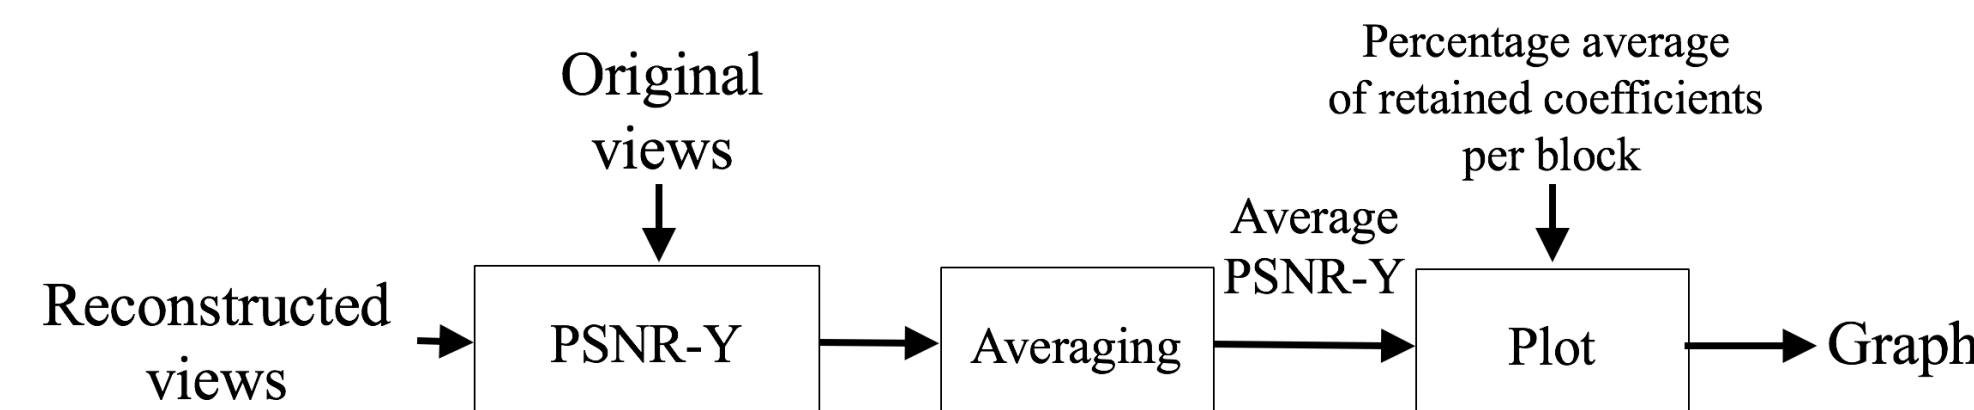 Percentage average
of retained coefficients
per block
Original
views
Average
PSNR-Y
Reconstructed
views
PSNR-Y
Averaging
Plot
Graph